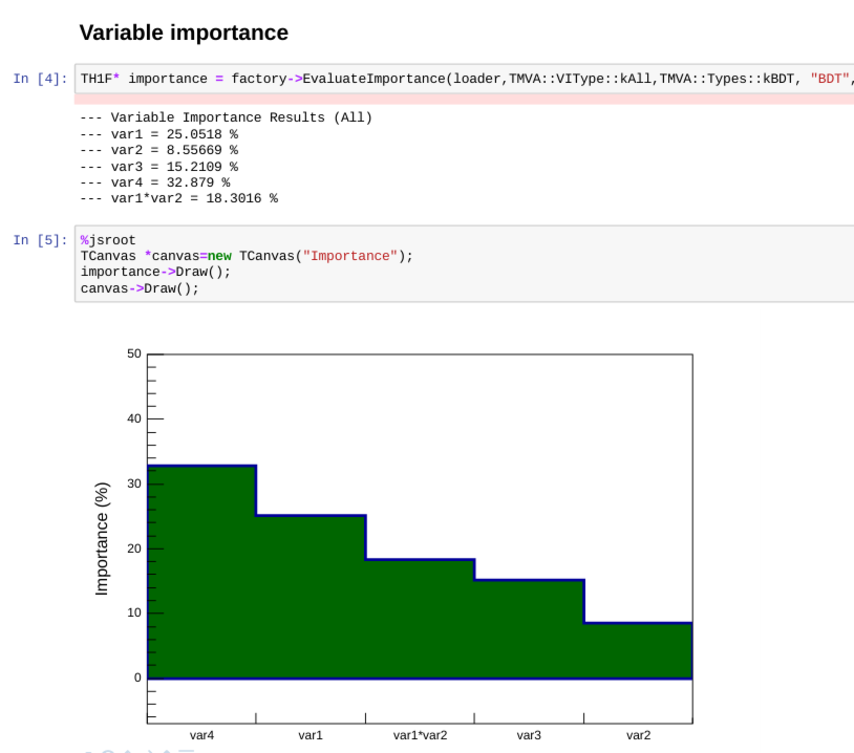 Variable importance
In [4]: TH1F* importance = factory->EvaluateImportance(loader,TMVA::VIType::kAll,TMVA::Types::kBDT, "BDT",
--- Variable Importance Results (All)
--- var1 = 25.0518 %
--- var2 = 8.55669 %
--- var3 = 15.2109 %
--- var4 = 32.879 %
--- var1*var2 = 18.3016 %
In [5]: %jsroot
TCanvas *canvas=new TCanvas("Importance");
importance->Draw();
canvas->Draw();
50
40
30
20
10
0
Importance (%)
var4 var1 var1*var2 var3 var2